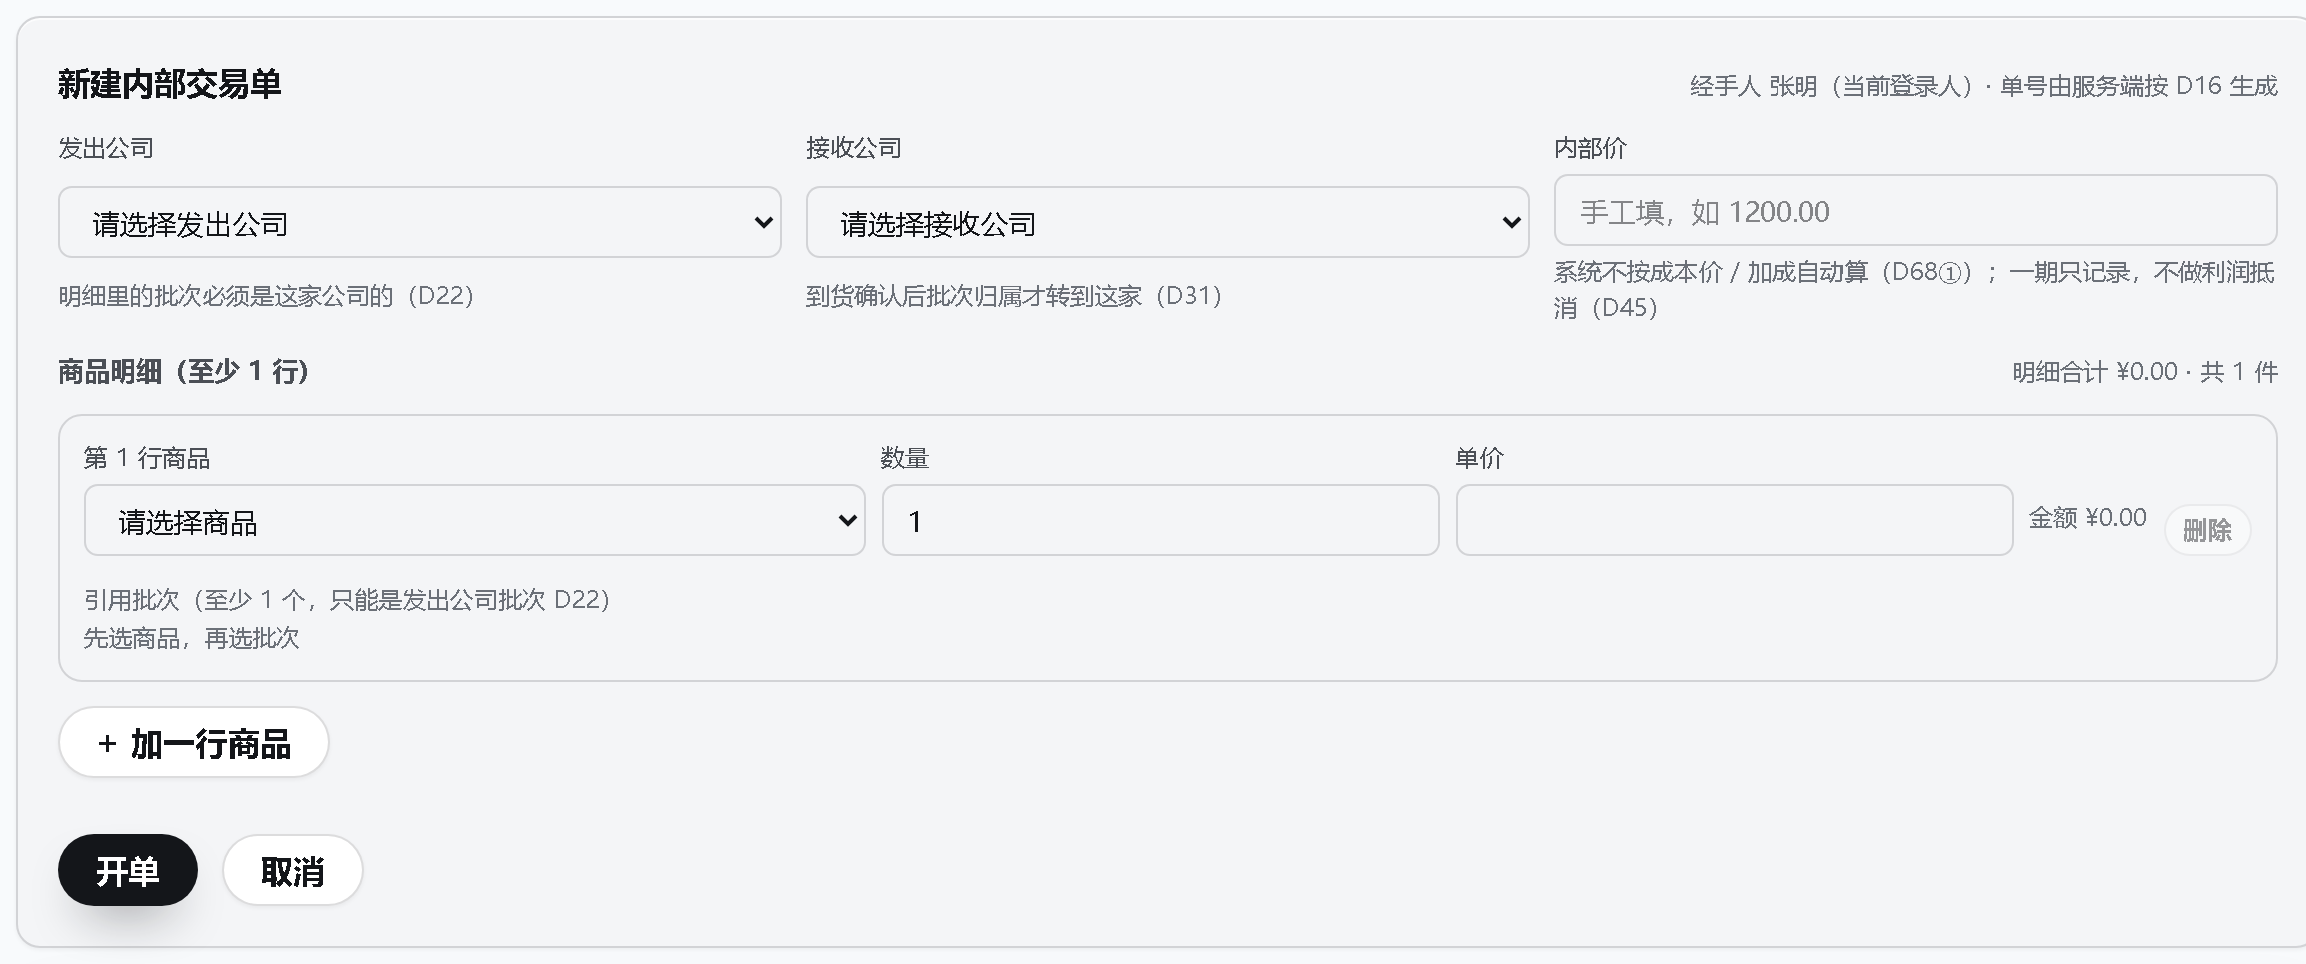 新建内部交易单
经手人 张明（当前登录人）· 单号由服务端按 D16 生成
发出公司
接收公司
内部价
请选择发出公司
请选择接收公司
手工填，如 1200.00
明细里的批次必须是这家公司的（D22）
到货确认后批次归属才转到这家（D31）
系统不按成本价 / 加成自动算（D68①）；一期只记录，不做利润抵
消（D45）
商品明细（至少 1 行）
明细合计 ¥0.00 · 共 1 件
第 1 行商品
数量
单价
请选择商品
1
金额 ¥0.00
删除
引用批次（至少 1 个，只能是发出公司批次 D22）
先选商品，再选批次
+ 加一行商品
开单
取消